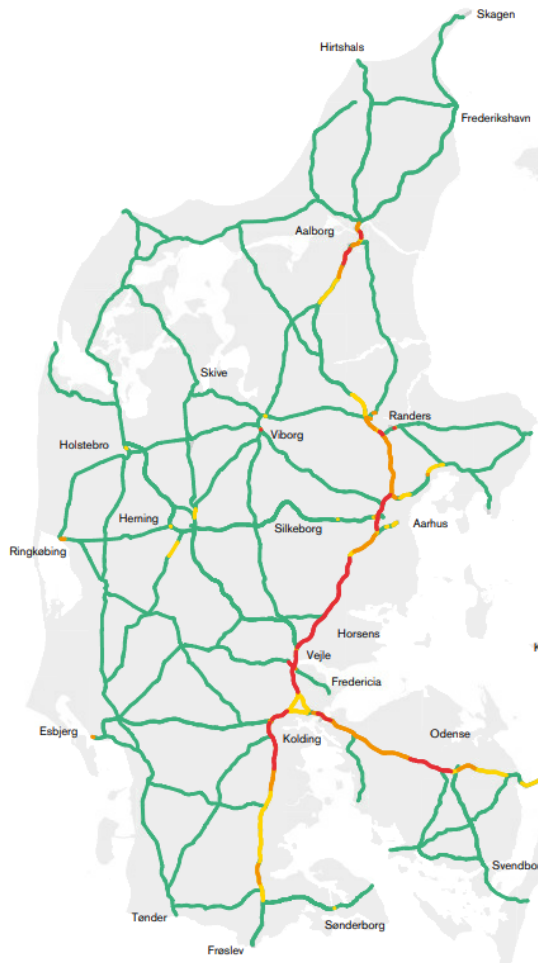 Skagen
Hirtshals
Frederikshavn
Aalborg
Skive
Randers
Viborg
Holstebro
Herning
Silkeborg
Aarhus
Ringkøbing
Horsens
K
Vejle
Fredericia
Esbjerg
Odense
Kolding
Svendbo
Tønder
Sønderborg
Frøslev